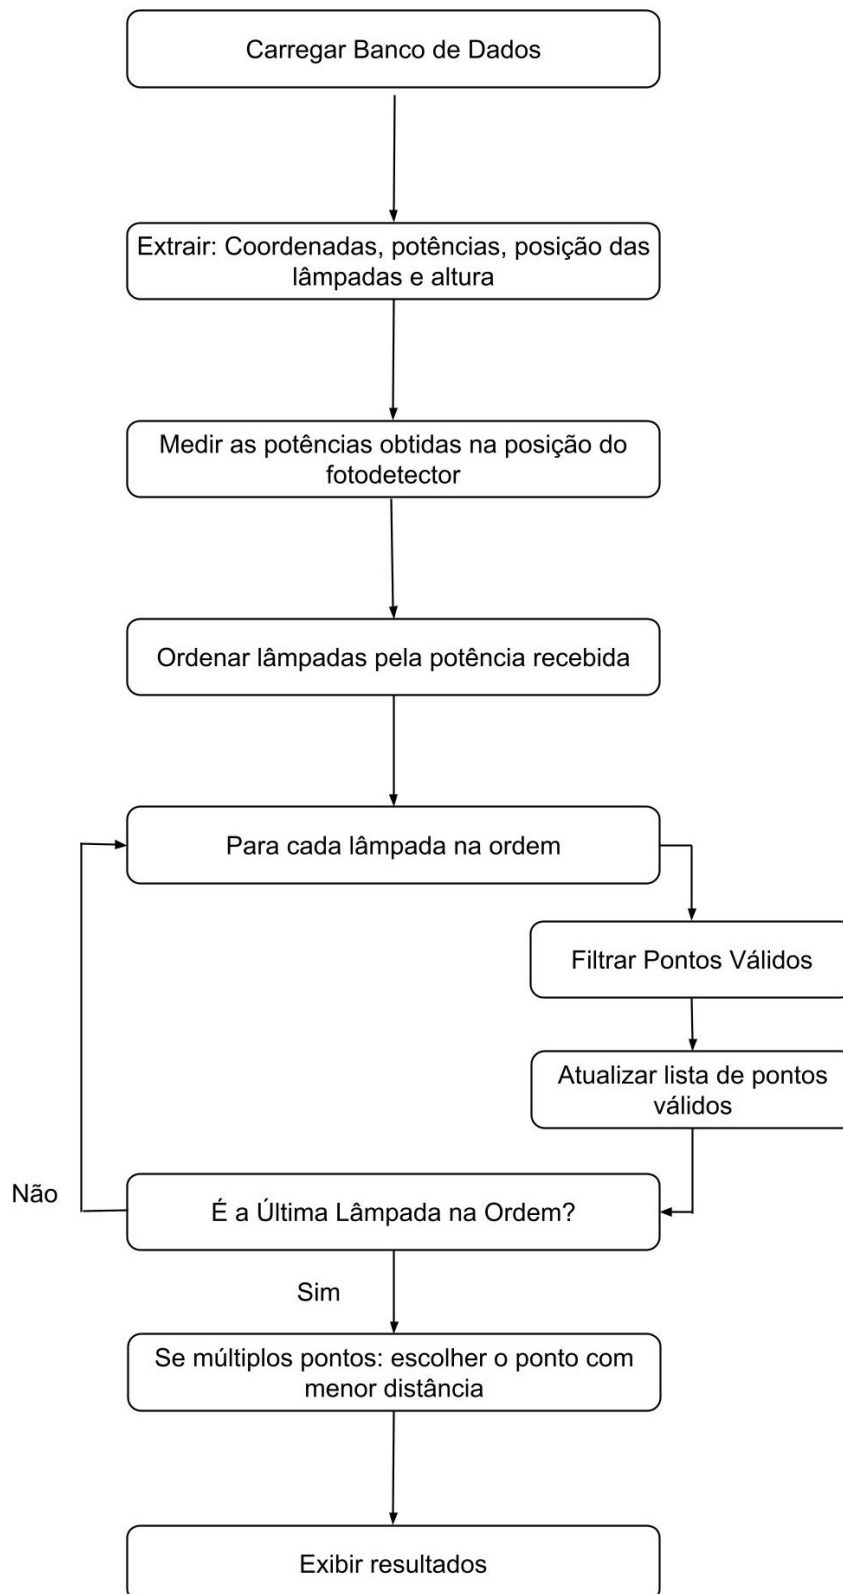 Carregar Banco de Dados
Extrair: Coordenadas, potências, posição das
lâmpadas e altura
Medir as potências obtidas na posição do
fotodetector
Ordenar lâmpadas pela potência recebida
Para cada lâmpada na ordem
Filtrar Pontos Válidos
Atualizar lista de pontos
válidos
Não
É a Última Lâmpada na Ordem?
Sim
Se múltiplos pontos: escolher o ponto com
menor distância
Exibir resultados